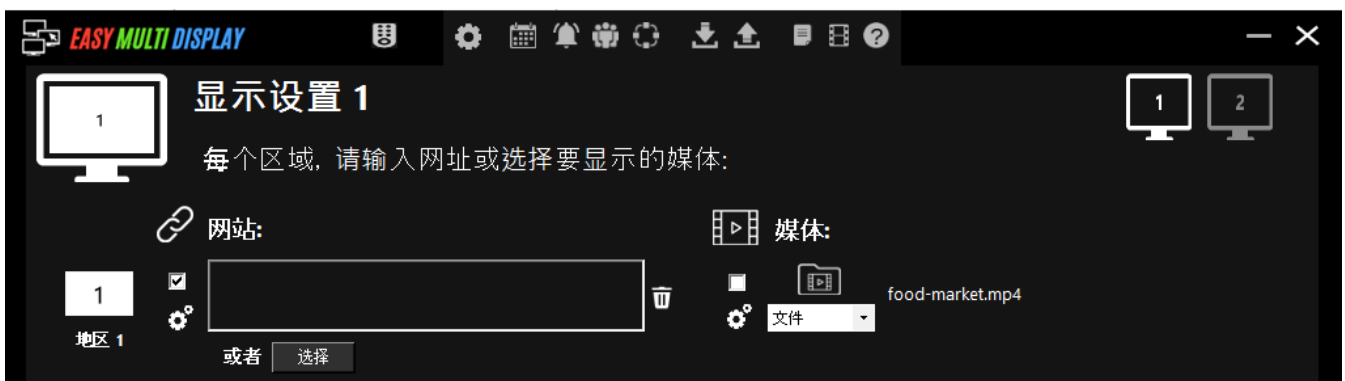 EASY MULTI DISPLAY
1
显示设置 1
1 2
每个区域, 请输入网址或选择要显示的媒体:
网站:
媒体:
1
地区 1
food-market.mp4
文件
或者 选择